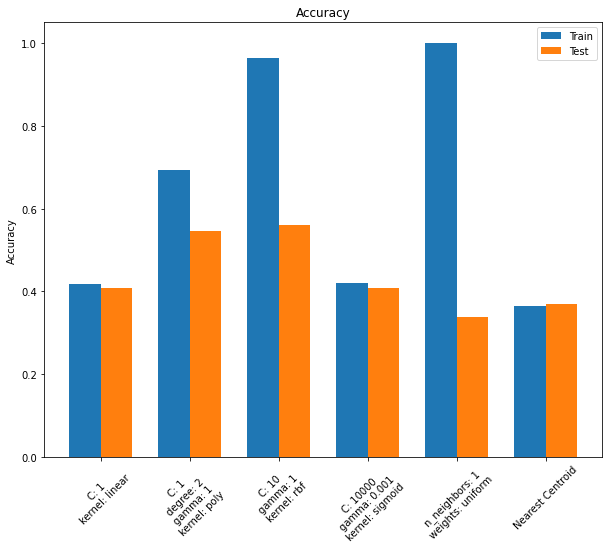 Accuracy
Train
Test
Accuracy
1.0
0.8
0.6
0.4
0.2
0.0
C: 1
kernel: linear
C: 1
degree: 2
gamma: 1
kernel: poly
C: 10
gamma: 1
kernel: rbf
C: 10000
gamma: 0.001
kernel: sigmoid
n_neighbors: 1
weights: uniform
Nearest Centroid